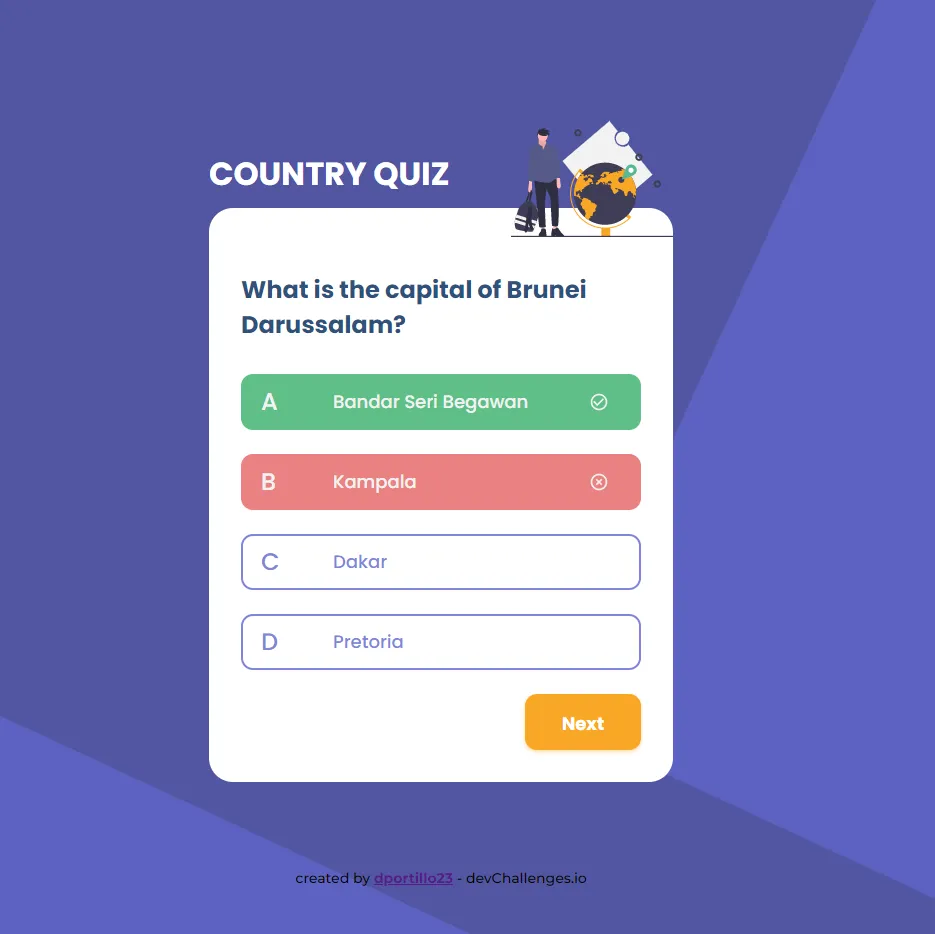 COUNTRY QUIZ
What is the capital of Brunei
Darussalam?
A Bandar Seri Begawan
B Kampala
C Dakar
D Pretoria
Next
created by dportillo23 - devChallenges.io